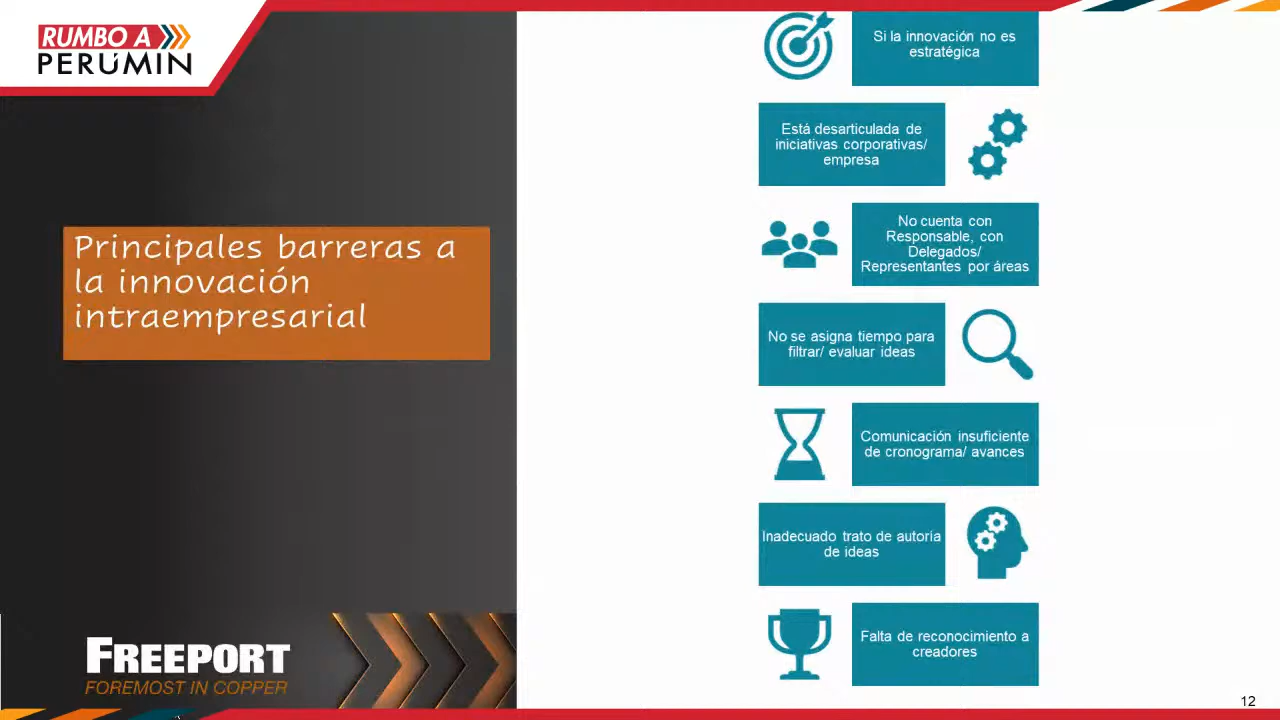 RUMBO A
PERÚMIN
Principales barreras a
la innovación
intraempresarial
FREEPORT
FOREMOST IN COPPER
Si la innovación no es
estratégica
Está desarticulada de
iniciativas corporativas/
empresa
No cuenta con
Responsable, con
Delegados/
Representantes por áreas
No se asigna tiempo para
filtrar/ evaluar ideas
Comunicación insuficiente
de cronograma/ avances
Inadecuado trato de autoría
de ideas
Falta de reconocimiento a
creadores
12